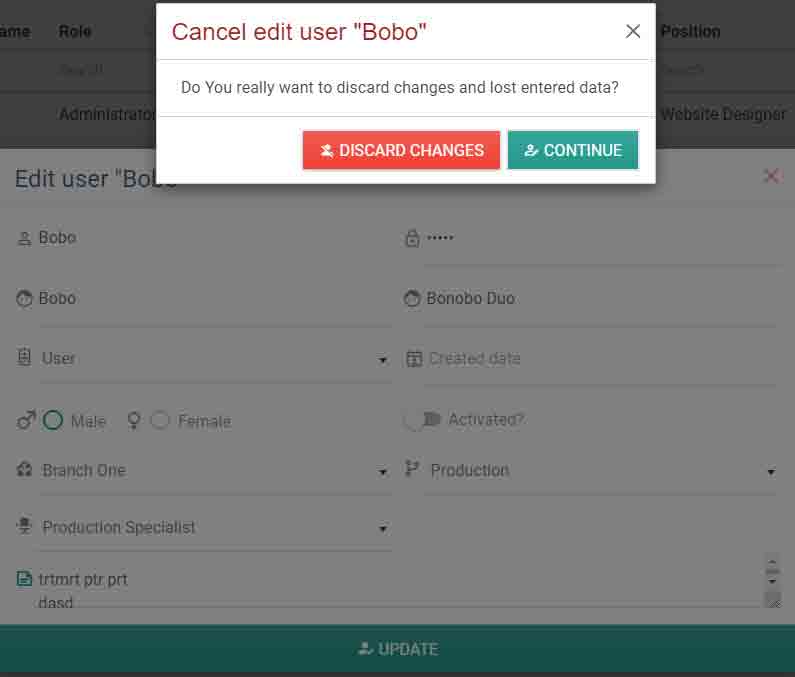 ame Role Position
Search Search
Administrator Website Designer
Cancel edit user "Bobo"
Do You really want to discard changes and lost entered data?
DISCARD CHANGES CONTINUE
Edit user "Bobo"
Bobo •••••
Bobo Bonobo Duo
User Created date
Male Female Activated?
Branch One Production
Production Specialist
trtmrt ptr prt
dasd
UPDATE